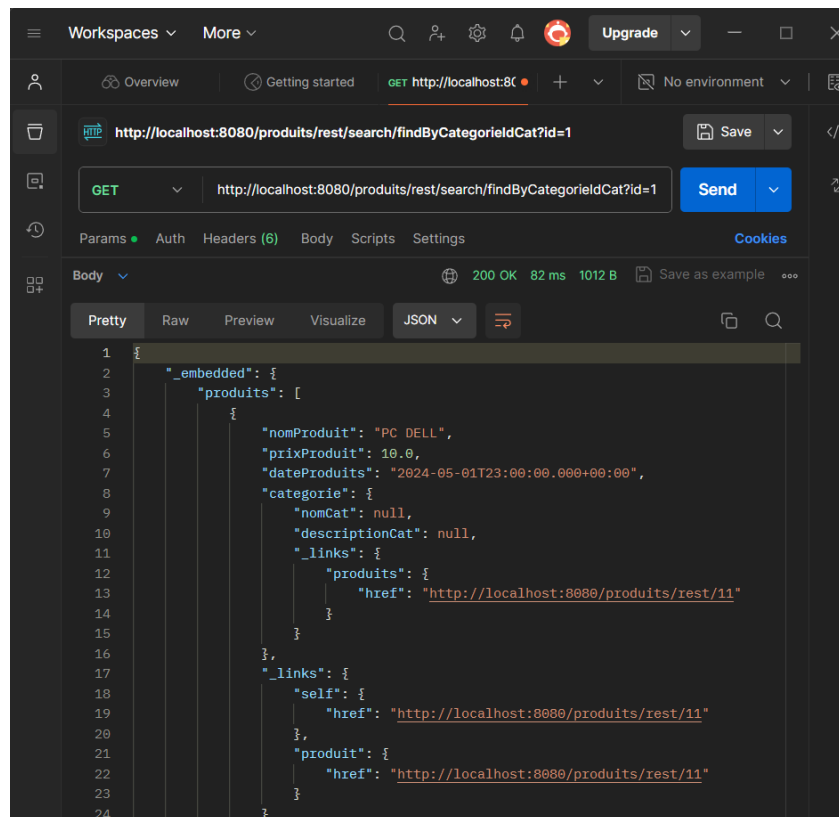 Workspaces More Upgrade
Overview Getting started GET http://localhost:80 No environment
HTTP http://localhost:8080/produits/rest/search/findByCategorieIdCat?id=1 Save
GET http://localhost:8080/produits/rest/search/findByCategorieIdCat?id=1 Send
Params Auth Headers (6) Body Scripts Settings Cookies
Body 200 OK 82 ms 1012 B Save as example
Pretty Raw Preview Visualize JSON
1 {
2 "_embedded": {
3 "produits": [
4 {
5 "nomProduit": "PC DELL",
6 "prixProduit": 10.0,
7 "dateProduits": "2024-05-01T23:00:00.000+00:00",
8 "categorie": {
9 "nomCat": null,
10 "descriptionCat": null,
11 "_links": {
12 "produits": {
13 "href": "http://localhost:8080/produits/rest/11"
14 }
15 }
16 },
17 "_links": {
18 "self": {
19 "href": "http://localhost:8080/produits/rest/11"
20 },
21 "produit": {
22 "href": "http://localhost:8080/produits/rest/11"
23 }
24 }